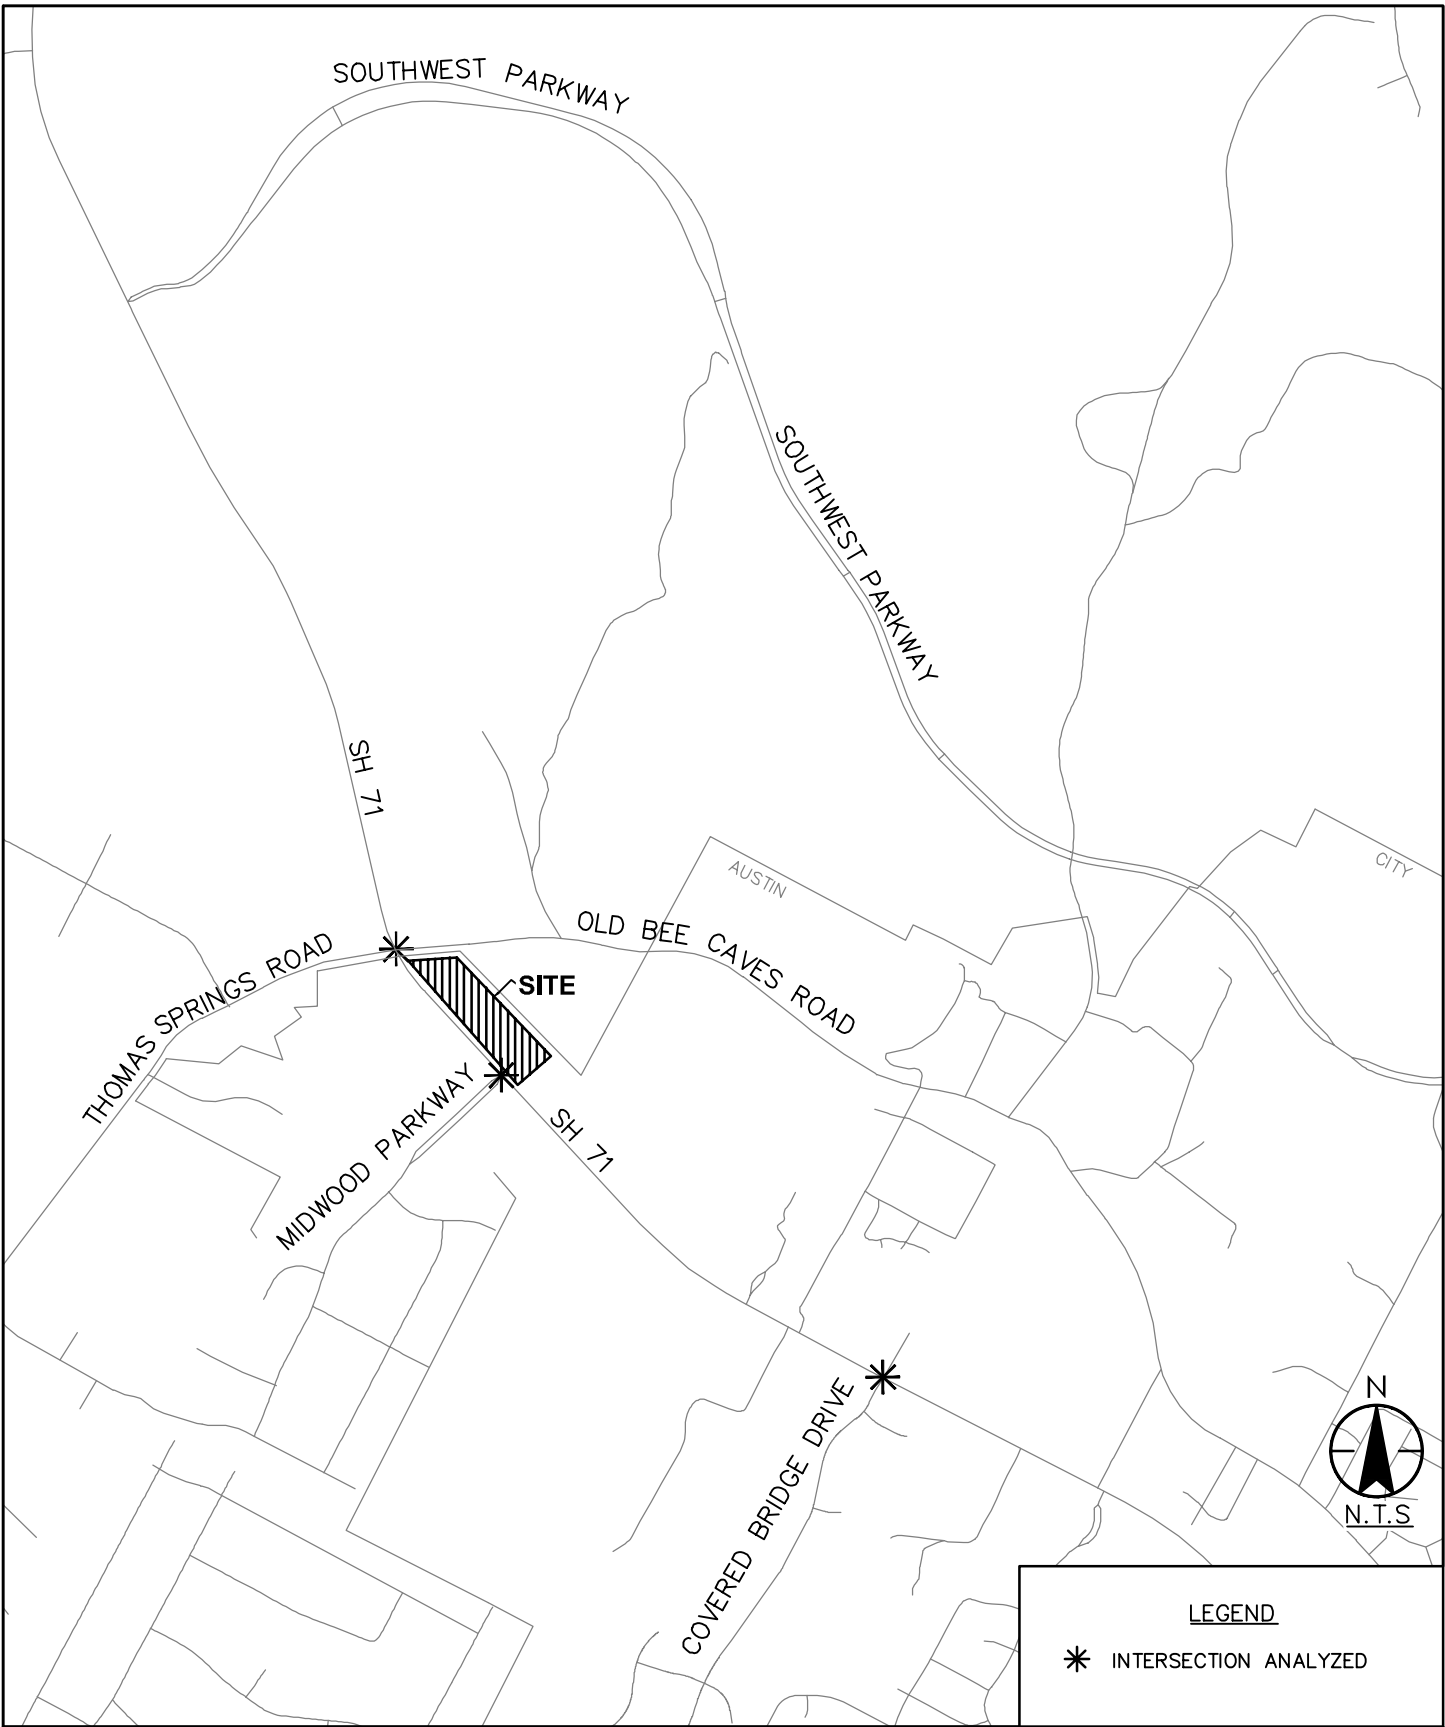 SOUTHWEST PARKWAY
SOUTHWEST PARKWAY
SH 71
AUSTIN
CITY
OLD BEE CAVES ROAD
THOMAS SPRINGS ROAD
SITE
MIDWOOD PARKWAY
SH 71
COVERED BRIDGE DRIVE
N
N.T.S
LEGEND
INTERSECTION ANALYZED